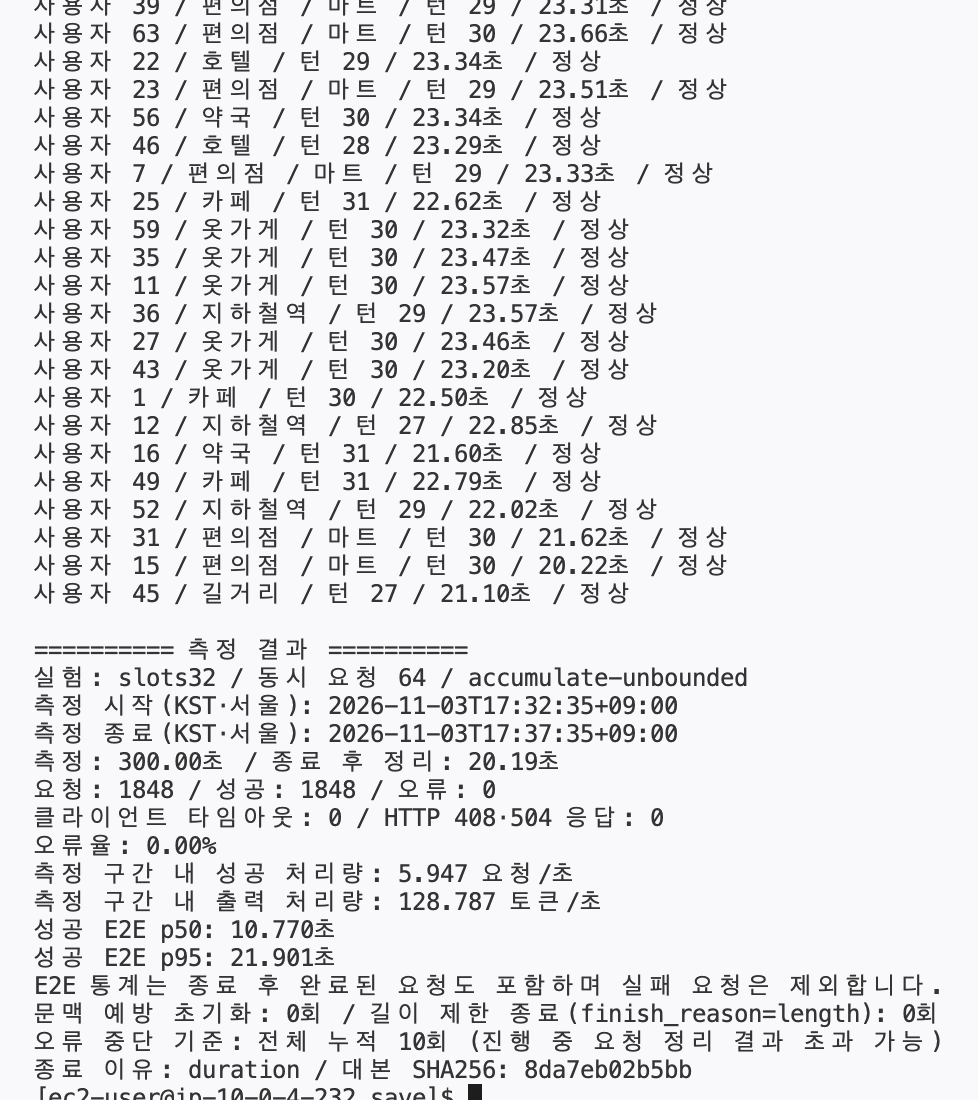 사용자 39 / 편의점 / 마트 / 턴 29 / 23.31초 / 정상
사용자 63 / 편의점 / 마트 / 턴 30 / 23.66초 / 정상
사용자 22 / 호텔 / 턴 29 / 23.34초 / 정상
사용자 23 / 편의점 / 마트 / 턴 29 / 23.51초 / 정상
사용자 56 / 약국 / 턴 30 / 23.34초 / 정상
사용자 46 / 호텔 / 턴 28 / 23.29초 / 정상
사용자 7 / 편의점 / 마트 / 턴 29 / 23.33초 / 정상
사용자 25 / 카페 / 턴 31 / 22.62초 / 정상
사용자 59 / 옷가게 / 턴 30 / 23.32초 / 정상
사용자 35 / 옷가게 / 턴 30 / 23.47초 / 정상
사용자 11 / 옷가게 / 턴 30 / 23.57초 / 정상
사용자 36 / 지하철역 / 턴 29 / 23.57초 / 정상
사용자 27 / 옷가게 / 턴 30 / 23.46초 / 정상
사용자 43 / 옷가게 / 턴 30 / 23.20초 / 정상
사용자 1 / 카페 / 턴 30 / 22.50초 / 정상
사용자 12 / 지하철역 / 턴 27 / 22.85초 / 정상
사용자 16 / 약국 / 턴 31 / 21.60초 / 정상
사용자 49 / 카페 / 턴 31 / 22.79초 / 정상
사용자 52 / 지하철역 / 턴 29 / 22.02초 / 정상
사용자 31 / 편의점 / 마트 / 턴 30 / 21.62초 / 정상
사용자 15 / 편의점 / 마트 / 턴 30 / 20.22초 / 정상
사용자 45 / 길거리 / 턴 27 / 21.10초 / 정상
========== 측정 결과 ==========
실험: slots32 / 동시 요청 64 / accumulate-unbounded
측정 시작(KST·서울): 2026-11-03T17:32:35+09:00
측정 종료(KST·서울): 2026-11-03T17:37:35+09:00
측정: 300.00초 / 종료 후 정리: 20.19초
요청: 1848 / 성공: 1848 / 오류: 0
클라이언트 타임아웃: 0 / HTTP 408·504 응답: 0
오류율: 0.00%
측정 구간 내 성공 처리량: 5.947 요청/초
측정 구간 내 출력 처리량: 128.787 토큰/초
성공 E2E p50: 10.770초
성공 E2E p95: 21.901초
E2E 통계는 종료 후 완료된 요청도 포함하며 실패 요청은 제외합니다.
문맥 예방 초기화: 0회 / 길이 제한 종료(finish_reason=length): 0회
오류 중단 기준: 전체 누적 10회 (진행 중 요청 정리 결과 초과 가능)
종료 이유: duration / 대본 SHA256: 8da7eb02b5bb
[ec2-user@ip-10-0-4-232 save]$